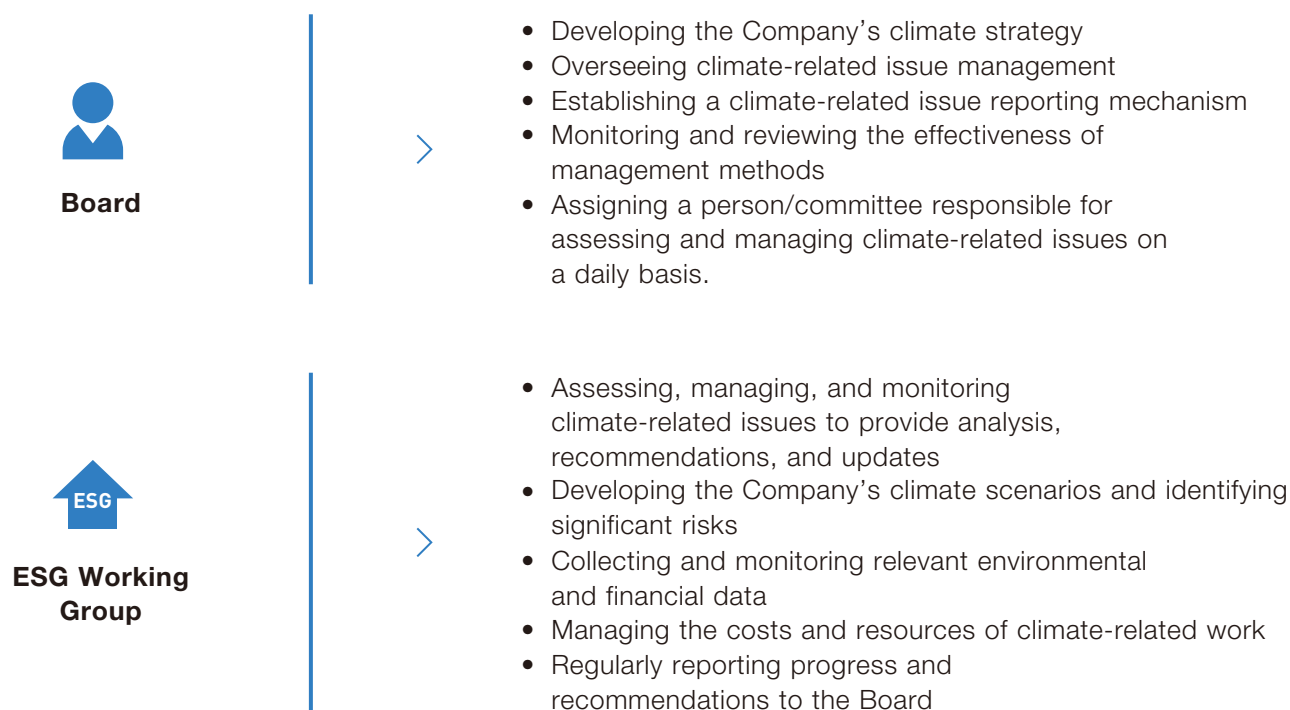 Board
• Developing the Company’s climate strategy
• Overseeing climate-related issue management
• Establishing a climate-related issue reporting mechanism
• Monitoring and reviewing the effectiveness of
management methods
• Assigning a person/committee responsible for
assessing and managing climate-related issues on
a daily basis.
ESG
ESG Working
Group
• Assessing, managing, and monitoring
climate-related issues to provide analysis,
recommendations, and updates
• Developing the Company’s climate scenarios and identifying
significant risks
• Collecting and monitoring relevant environmental
and financial data
• Managing the costs and resources of climate-related work
• Regularly reporting progress and
recommendations to the Board